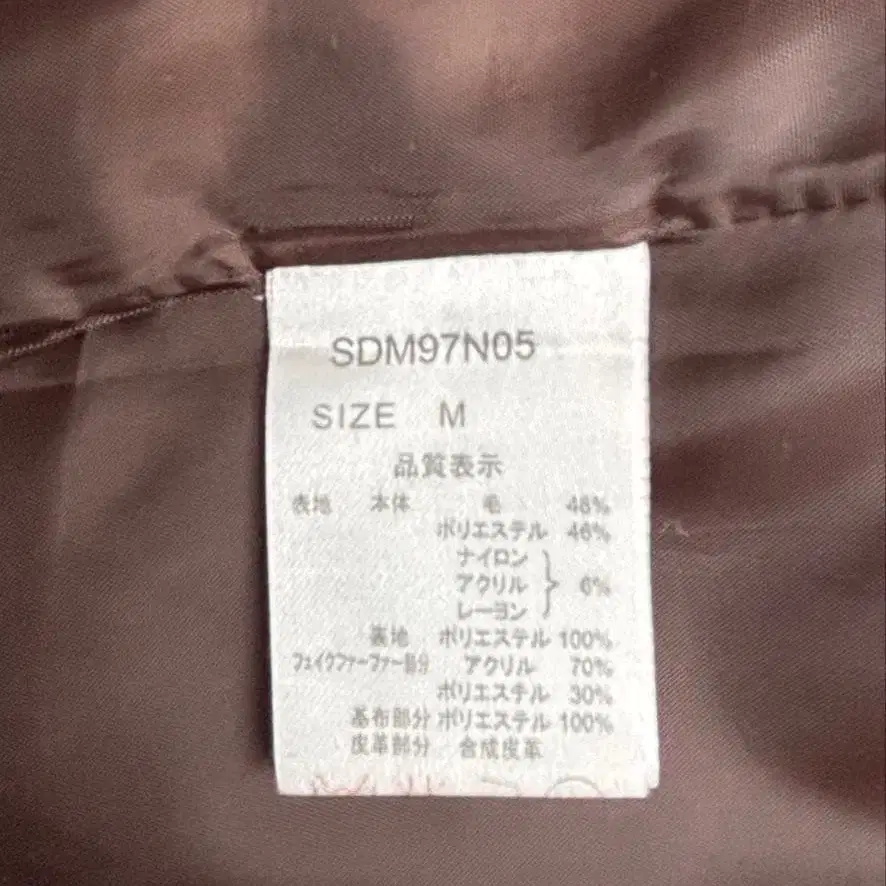 SDM97N05
SIZE M
品質表示
表地 本体 毛 48%
ポリエステル 46%
ナイロン
アクリル 6%
レーヨン
裏地 ポリエステル 100%
フェイクファーファー部分 アクリル 70%
ポリエステル 30%
基布部分 ポリエステル 100%
皮革部分 合成皮革